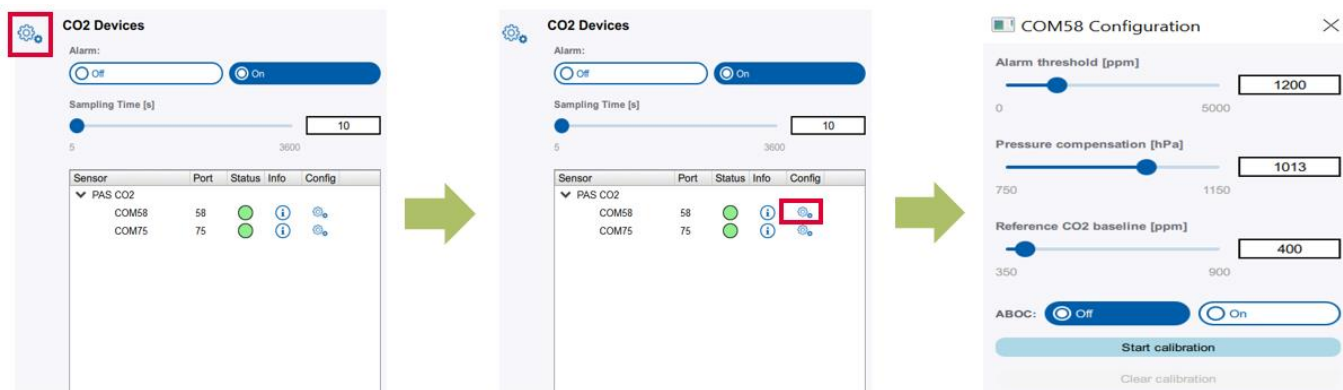 CO2 Devices
Alarm:
Off
On
Sampling Time [s]
10
5
3600
Sensor Port Status Info Config
PAS CO2
COM58 58
COM75 75
CO2 Devices
Alarm:
Off
On
Sampling Time [s]
10
5
3600
Sensor Port Status Info Config
PAS CO2
COM58 58
COM75 75
COM58 Configuration
Alarm threshold [ppm]
1200
0
5000
Pressure compensation [hPa]
1013
750
1150
Reference CO2 baseline [ppm]
400
350
900
ABOC: Off On
Start calibration
Clear calibration